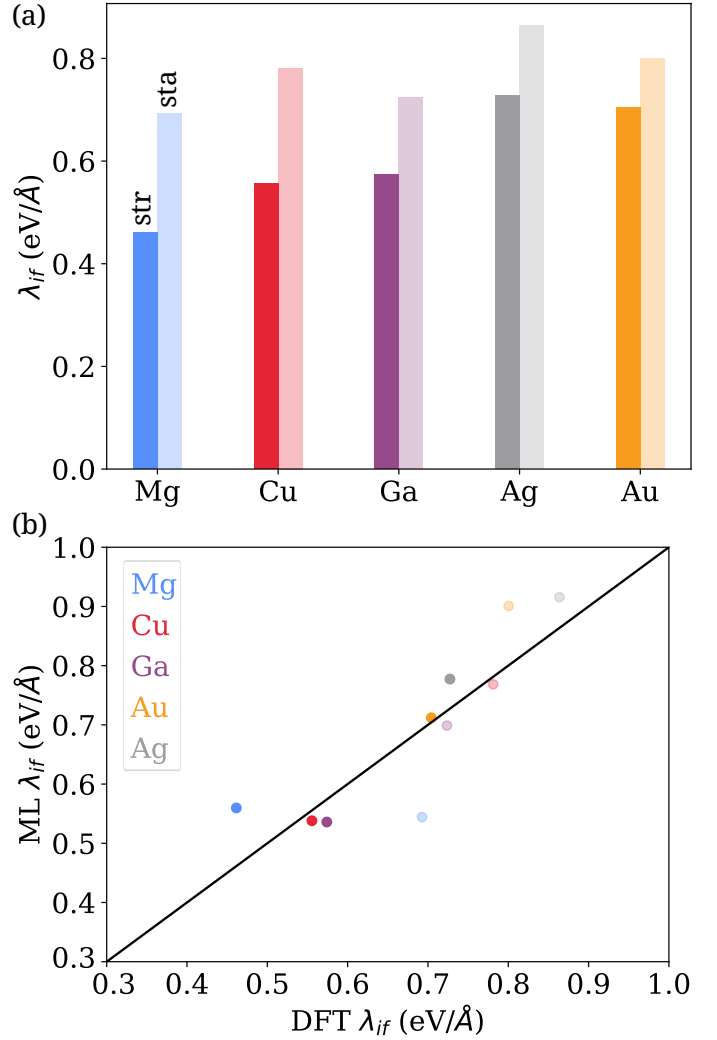 (a)
0.8
0.6
0.4
0.2
0.0
λif (eV/Å)
str
sta
Mg Cu Ga Ag Au
(b)
1.0
0.9
0.8
0.7
0.6
0.5
0.4
0.3
ML λif (eV/Å)
Mg
Cu
Ga
Au
Ag
0.3 0.4 0.5 0.6 0.7 0.8 0.9 1.0
DFT λif (eV/Å)